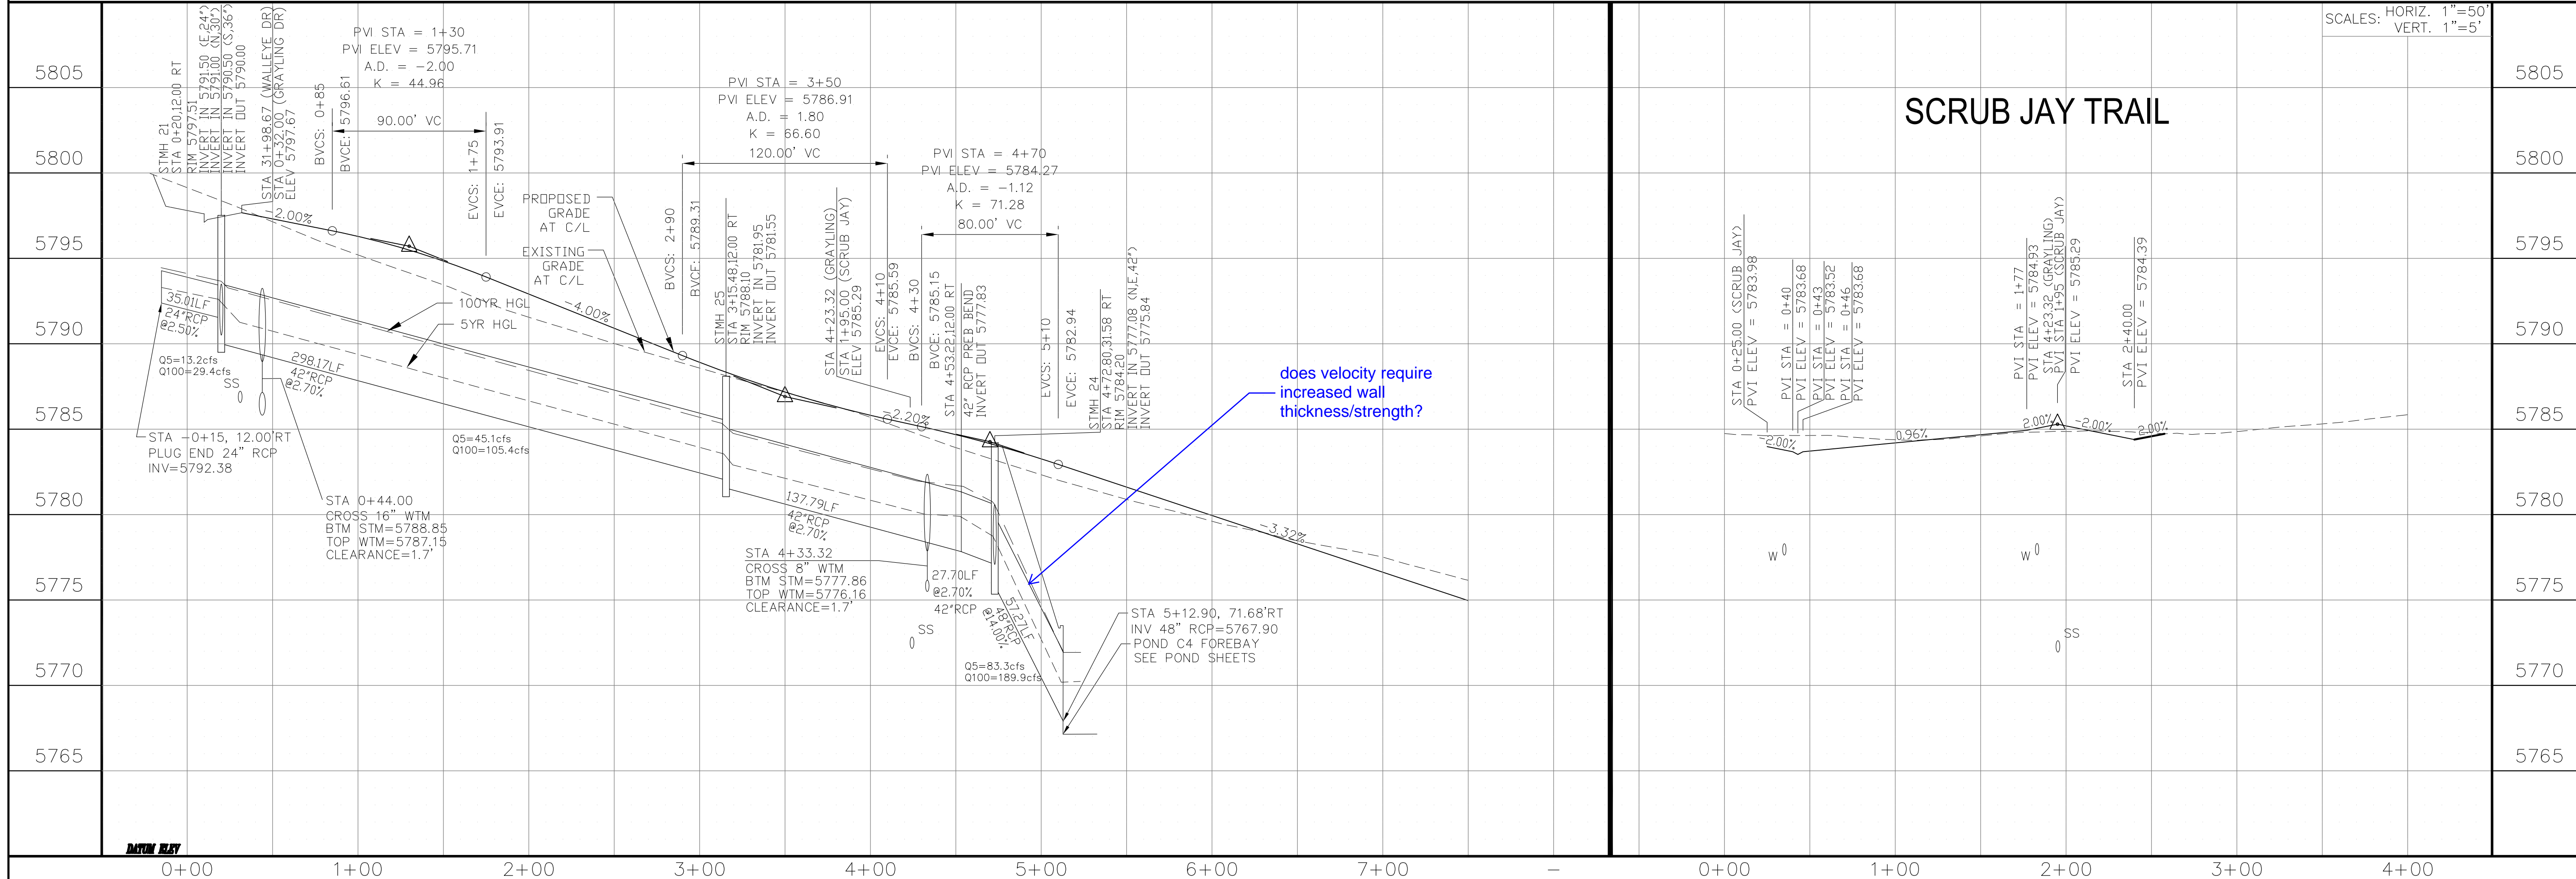 SCALES: HORIZ. 1"=50'
VERT. 1"=5'
5805
5800
5795
5790
5785
5780
5775
5770
5765
STMH 21
STA 0+20,12.00 RT
RIM 5797.51
INVERT IN 5791.50 (E,24")
INVERT IN 5791.00 (N,30")
INVERT IN 5790.50 (S,36")
INVERT OUT 5790.00
STA 31+98.67 (WALLEYE DR)
STA 0+32.00 (GRAYLING DR)
ELEV 5797.67
BVCS: 0+85
BVCE: 5796.61
PVI STA = 1+30
PVI ELEV = 5795.71
A.D. = -2.00
K = 44.96
90.00' VC
EVCS: 1+75
EVCE: 5793.91
-2.00%
PROPOSED
GRADE
AT C/L
EXISTING
GRADE
AT C/L
-4.00%
BVCS: 2+90
BVCE: 5789.31
PVI STA = 3+50
PVI ELEV = 5786.91
A.D. = 1.80
K = 66.60
120.00' VC
STMH 25
STA 3+15.48,12.00 RT
RIM 5788.10
INVERT IN 5781.95
INVERT OUT 5781.55
STA 4+23.32 (GRAYLING)
STA 1+95.00 (SCRUB JAY)
ELEV 5785.29
EVCS: 4+10
EVCE: 5785.59
BVCS: 4+30
BVCE: 5785.15
PVI STA = 4+70
PVI ELEV = 5784.27
A.D. = -1.12
K = 71.28
80.00' VC
-2.20%
STA 4+53.22,12.00 RT
42" RCP PREFB BEND
INVERT OUT 5777.83
EVCS: 5+10
EVCE: 5782.94
STMH 24
STA 4+72.80,31.58 RT
RIM 5784.20
INVERT IN 5777.08 (N,E,42")
INVERT OUT 5775.84
does velocity require
increased wall
thickness/strength?
100YR HGL
5YR HGL
35.01LF
24"RCP
@2.50%
Q5=13.2cfs
Q100=29.4cfs
SS
298.17LF
42"RCP
@2.70%
STA -0+15, 12.00'RT
PLUG END 24" RCP
INV=5792.38
Q5=45.1cfs
Q100=105.4cfs
STA 0+44.00
CROSS 16" WTM
BTM STM=5788.85
TOP WTM=5787.15
CLEARANCE=1.7'
137.79LF
42"RCP
@2.70%
STA 4+33.32
CROSS 8" WTM
BTM STM=5777.86
TOP WTM=5776.16
CLEARANCE=1.7'
27.70LF
@2.70%
42"RCP
SS
57.27LF
48"RCP
@14.00%
Q5=83.3cfs
Q100=189.9cfs
-3.32%
STA 5+12.90, 71.68'RT
INV 48" RCP=5767.90
POND C4 FOREBAY
SEE POND SHEETS
DATUM ELEV
0+00 1+00 2+00 3+00 4+00 5+00 6+00 7+00 -
SCRUB JAY TRAIL
STA 0+25.00 (SCRUB JAY)
PVI ELEV = 5783.98
PVI STA = 0+40
PVI ELEV = 5783.68
PVI STA = 0+43
PVI ELEV = 5783.52
PVI STA = 0+46
PVI ELEV = 5783.68
PVI STA = 1+77
PVI ELEV = 5784.93
STA 4+23.32 (GRAYLING)
PVI STA 1+95 (SCRUB JAY)
PVI ELEV = 5785.29
STA 2+40.00
PVI ELEV = 5784.39
-2.00%
0.96%
2.00%
-2.00%
2.00%
W
W
SS
0+00 1+00 2+00 3+00 4+00
5805
5800
5795
5790
5785
5780
5775
5770
5765